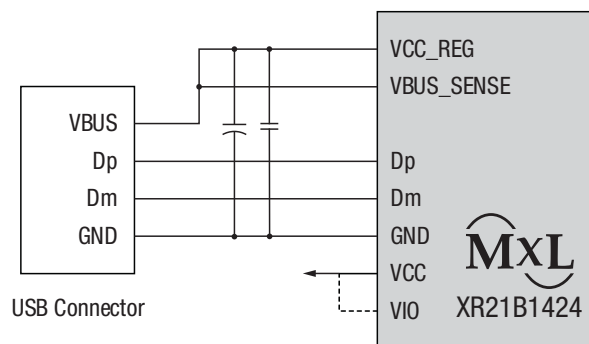 VBUS
Dp
Dm
GND
USB Connector
VCC_REG
VBUS_SENSE
Dp
Dm
GND
VCC
VIO
MxL
XR21B1424